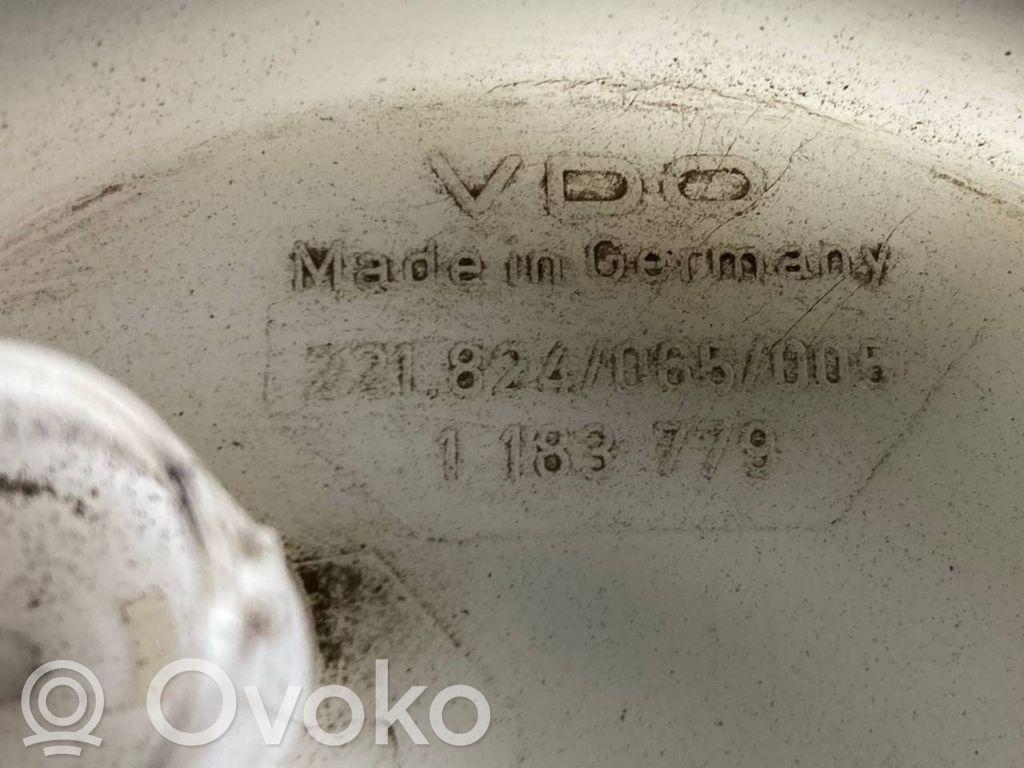 VDO
Made in Germany
221.824/065/005
1 183 779
Ovoko